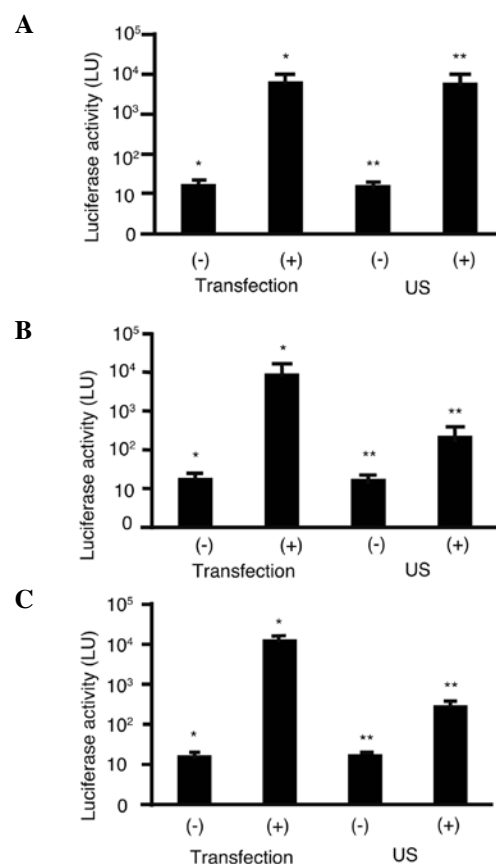 A
Luciferase activity (LU)
10⁵
10⁴
10³
10²
10
0
* * ** **
(-) (+) (-) (+)
Transfection US
B
Luciferase activity (LU)
10⁵
10⁴
10³
10²
10
0
* * ** **
(-) (+) (-) (+)
Transfection US
C
Luciferase activity (LU)
10⁵
10⁴
10³
10²
10
0
* * ** **
(-) (+) (-) (+)
Transfection US